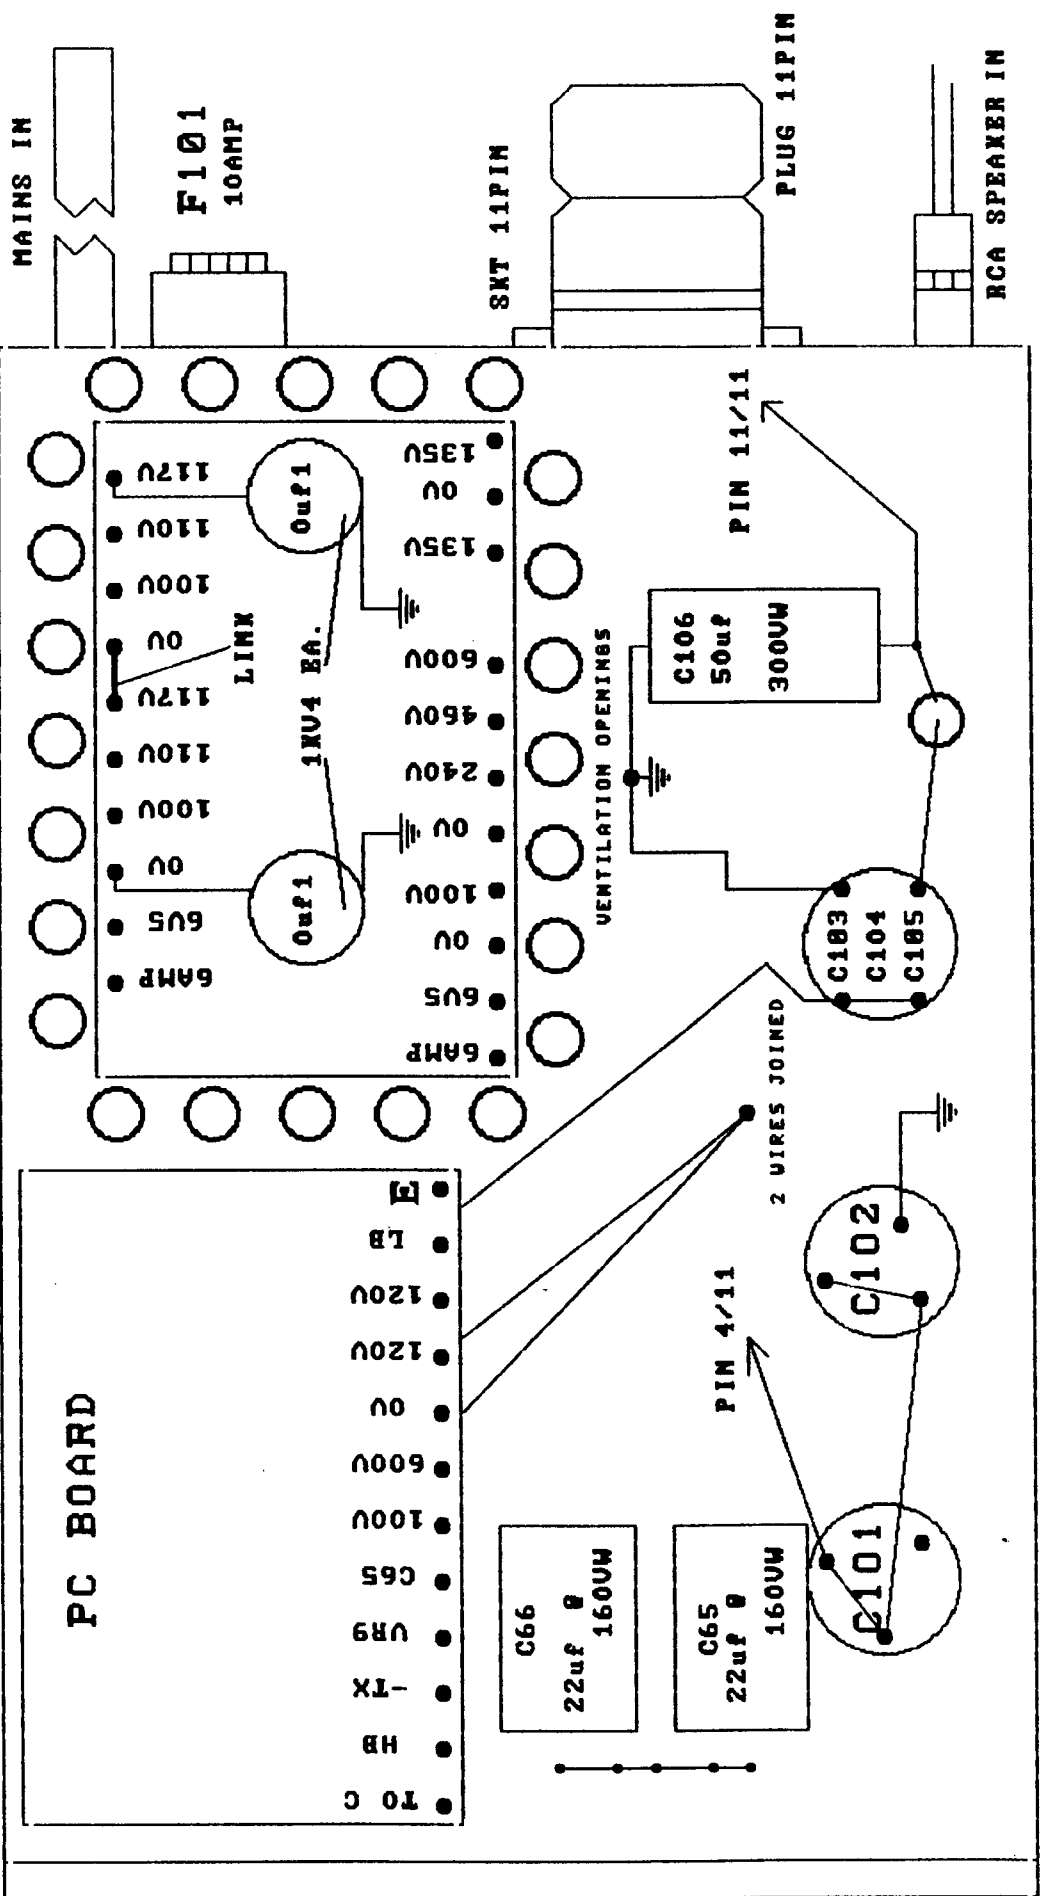 MAINS IN
F101
10AMP
SKT 11PIN
PLUG 11PIN
RCA SPEAKER IN
117V
110V
100V
0V
117V
110V
100V
0V
6V5
6AMP
0uf1
0uf1
LINK
1KV4 EA.
135V
0V
135V
600V
460V
240V
0V
100V
0V
6V5
6AMP
VENTILATION OPENINGS
PIN 11/11
C106
50uf
300VW
C103
C104
C105
2 WIRES JOINED
C102
PIN 4/11
C101
PC BOARD
LB
120V
120V
0V
600V
100V
C65
VR9
-TX
HB
TO C
C66
22uf @
160VW
C65
22uf @
160VW